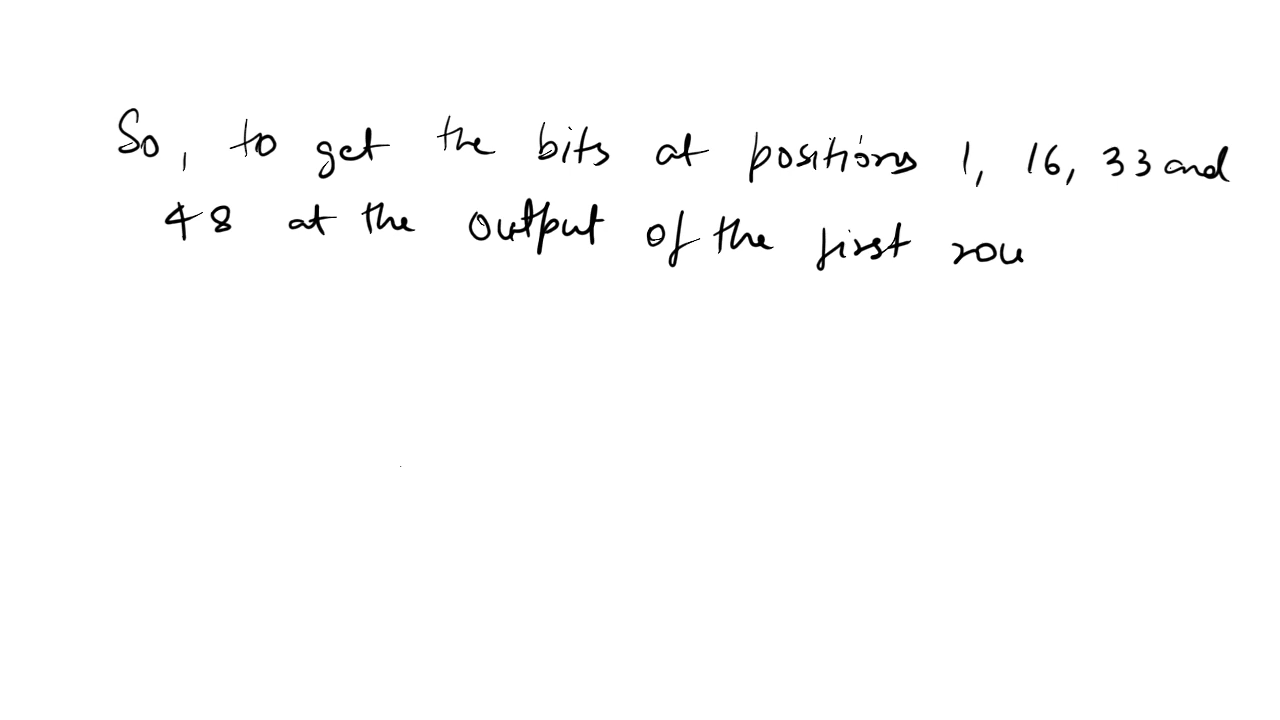 So, to get the bits at positions 1, 16, 33 and
48 at the output of the first rou